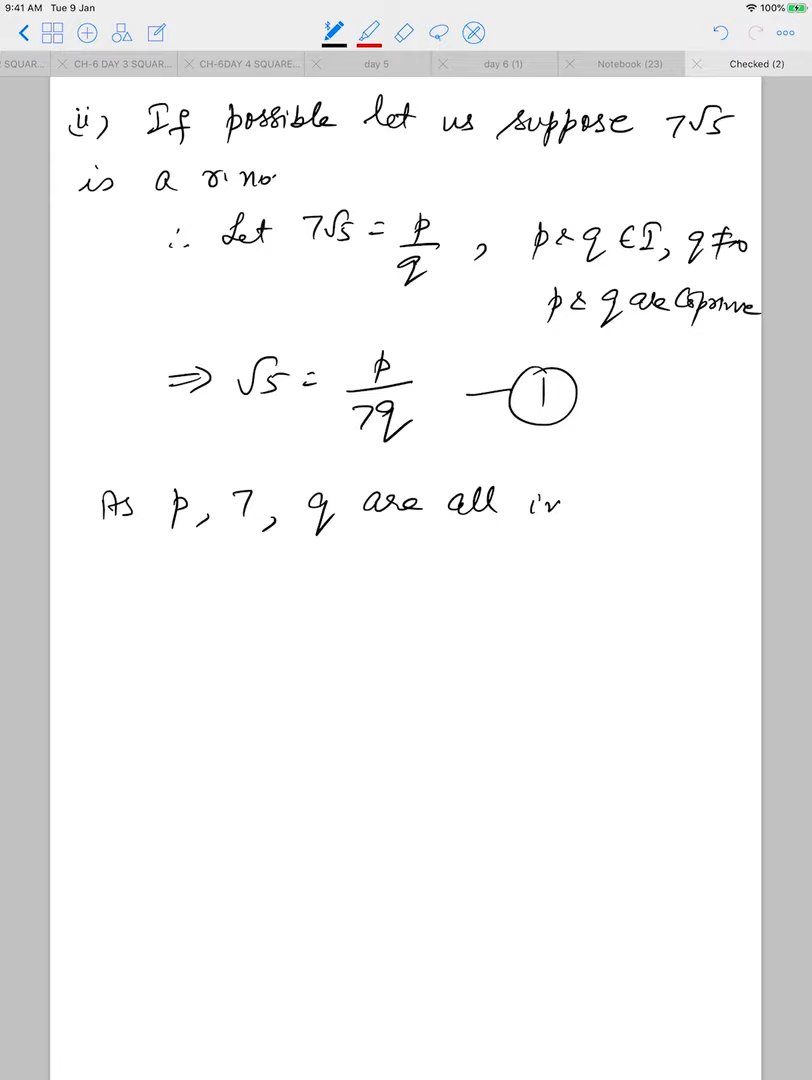 9:41 AM Tue 9 Jan
100%
SQUAR... CH-6 DAY 3 SQUAR... CH-6DAY 4 SQUARE... day 5 day 6 (1) Notebook (23) Checked (2)
ii) If possible let us suppose 7√5
is a r. no.
∴ Let 7√5 = p/q , p & q ∈ I, q ≠ 0
p & q are Coprime
⇒ √5 = p/7q — 1
As p, 7, q are all in